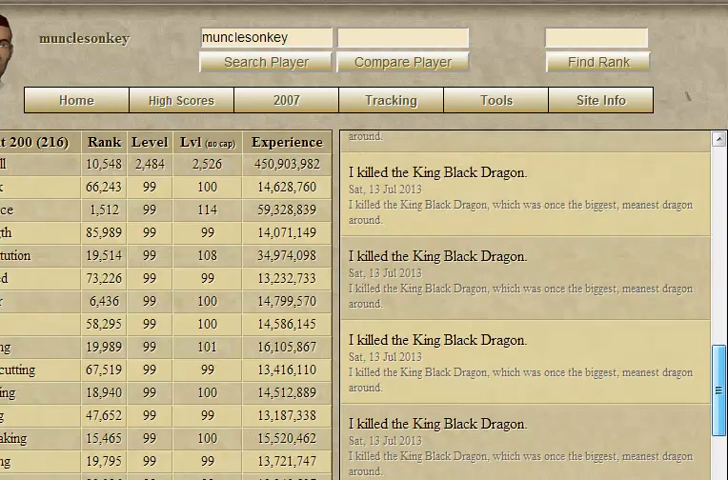 munclesonkey
munclesonkey
Search Player
Compare Player
Find Rank
Home
High Scores
2007
Tracking
Tools
Site Info
t 200 (216) Rank Level Lvl (no cap) Experience
ll 10,548 2,484 2,526 450,903,982
k 66,243 99 100 14,628,760
ce 1,512 99 114 59,328,839
gth 85,989 99 99 14,071,149
tution 19,514 99 108 34,974,098
ed 73,226 99 99 13,232,733
r 6,436 99 100 14,799,570
58,295 99 100 14,586,145
ng 19,989 99 101 16,105,867
cutting 67,519 99 99 13,416,110
ing 18,940 99 100 14,512,889
g 47,652 99 99 13,187,338
aking 15,465 99 100 15,520,462
ng 19,795 99 99 13,721,747
around.
I killed the King Black Dragon.
Sat, 13 Jul 2013
I killed the King Black Dragon, which was once the biggest, meanest dragon
around.
I killed the King Black Dragon.
Sat, 13 Jul 2013
I killed the King Black Dragon, which was once the biggest, meanest dragon
around.
I killed the King Black Dragon.
Sat, 13 Jul 2013
I killed the King Black Dragon, which was once the biggest, meanest dragon
around.
I killed the King Black Dragon.
Sat, 13 Jul 2013
I killed the King Black Dragon, which was once the biggest, meanest dragon
around.